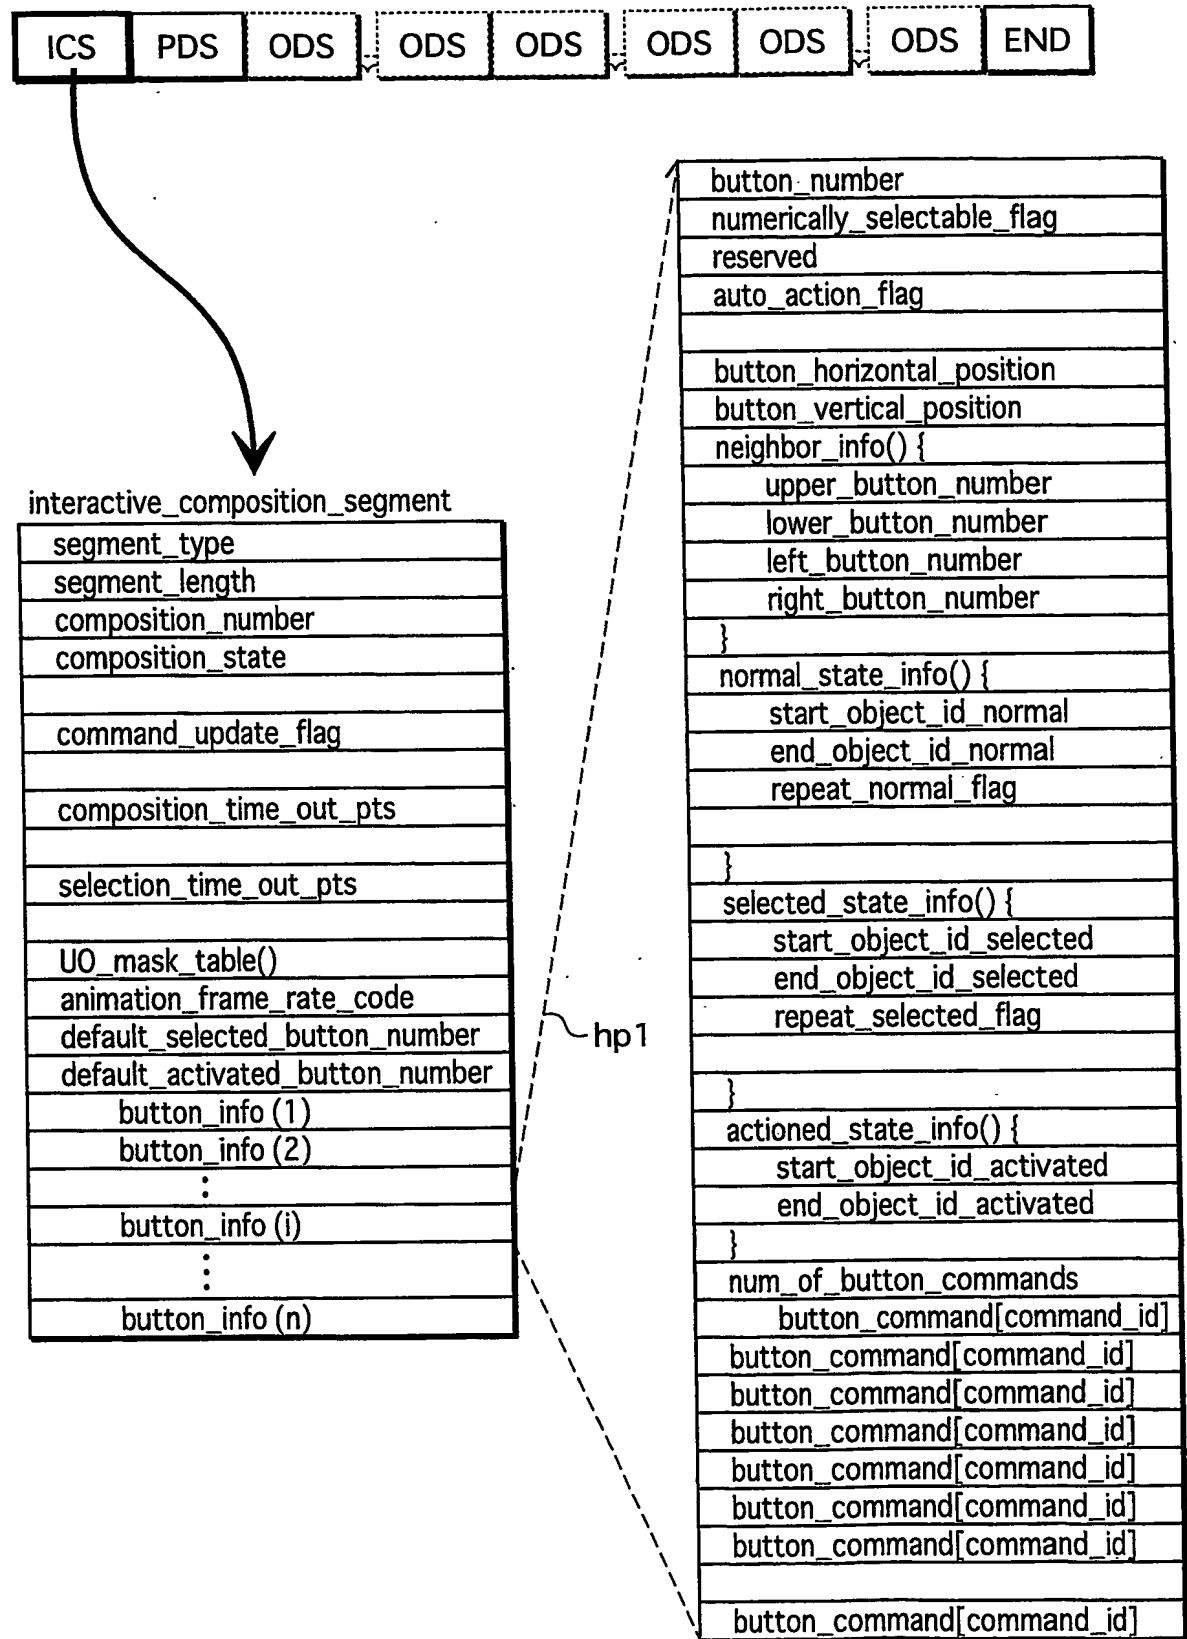 ICS PDS ODS ODS ODS ODS ODS ODS END
interactive_composition_segment
segment_type
segment_length
composition_number
composition_state
command_update_flag
composition_time_out_pts
selection_time_out_pts
UO_mask_table()
animation_frame_rate_code
default_selected_button_number
default_activated_button_number
button_info (1)
button_info (2)
⋮
button_info (i)
⋮
button_info (n)
hp1
button_number
numerically_selectable_flag
reserved
auto_action_flag
button_horizontal_position
button_vertical_position
neighbor_info() {
upper_button_number
lower_button_number
left_button_number
right_button_number
}
normal_state_info() {
start_object_id_normal
end_object_id_normal
repeat_normal_flag
}
selected_state_info() {
start_object_id_selected
end_object_id_selected
repeat_selected_flag
}
actioned_state_info() {
start_object_id_activated
end_object_id_activated
}
num_of_button_commands
button_command[command_id]
button_command[command_id]
button_command[command_id]
button_command[command_id]
button_command[command_id]
button_command[command_id]
button_command[command_id]
button_command[command_id]